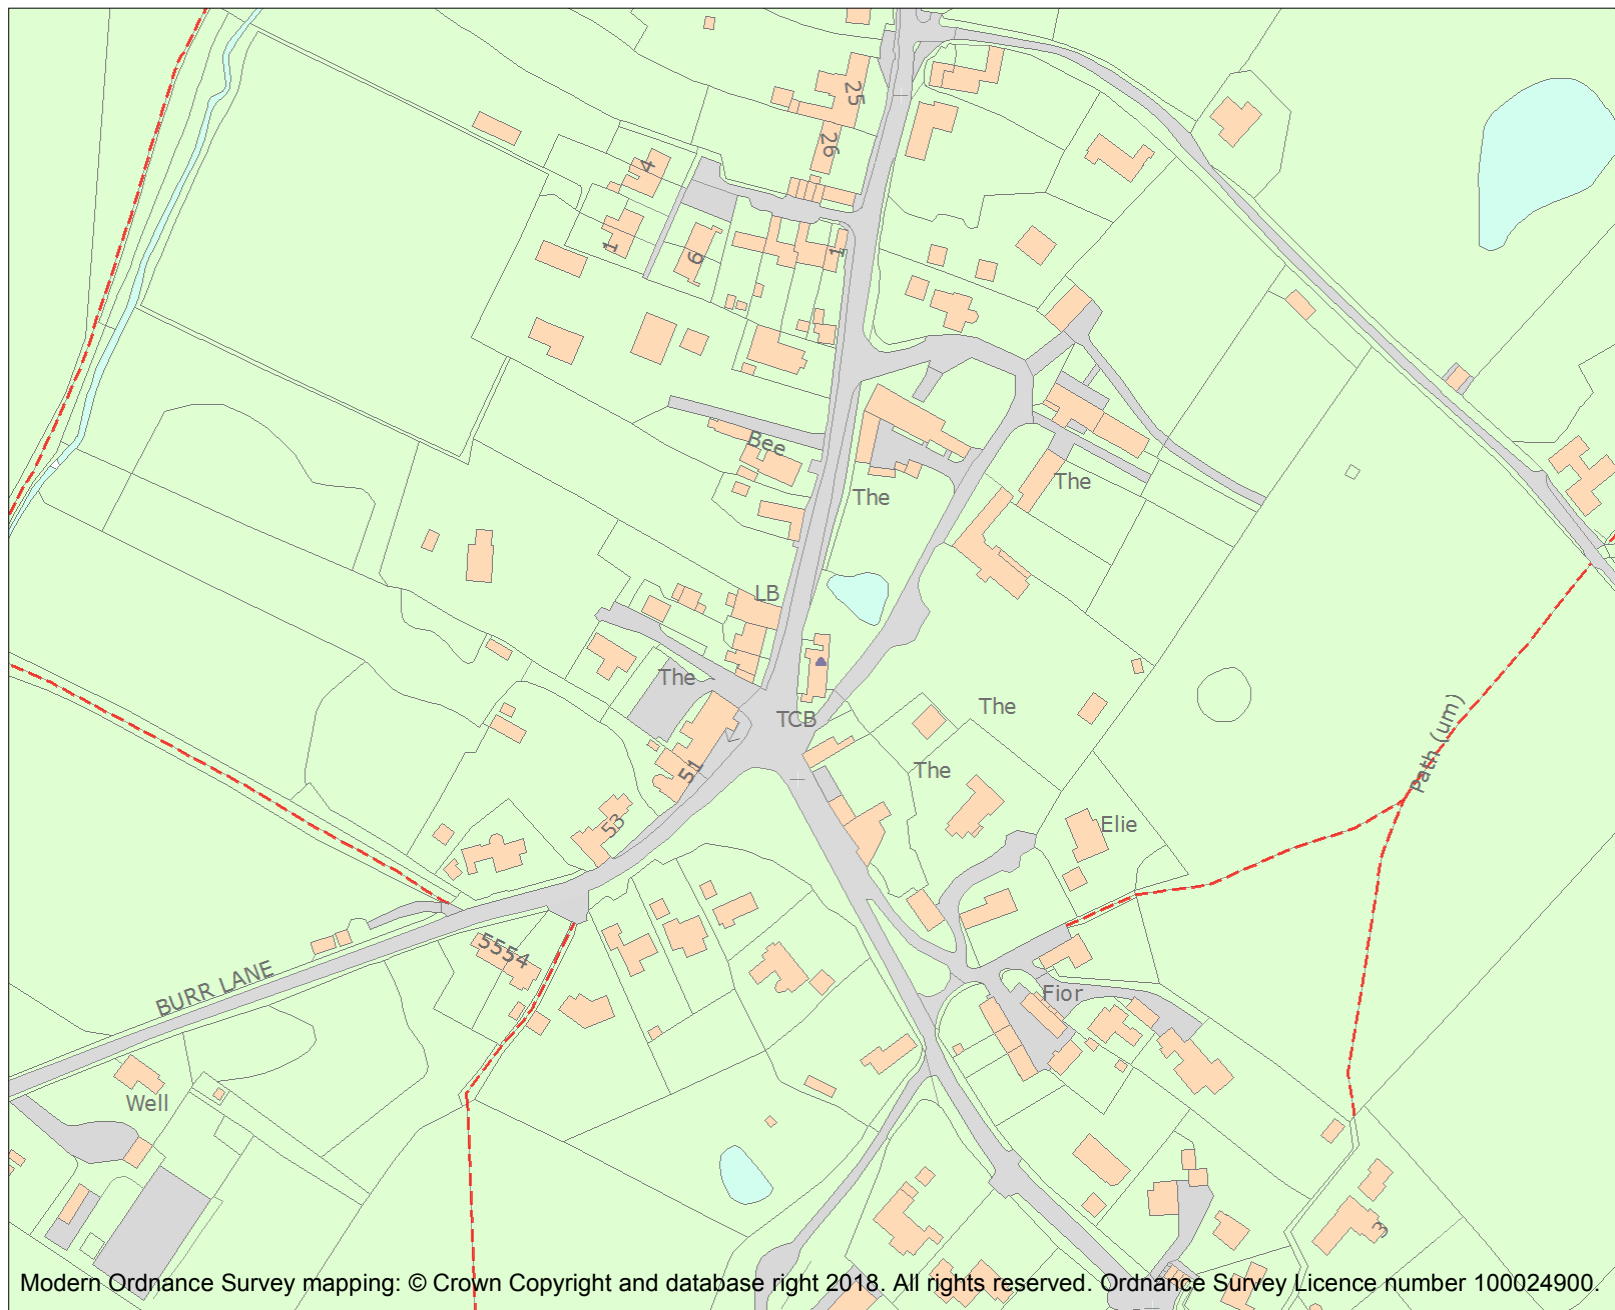 25
26
4
1
6
1
Bee
The
The
LB
The
TCB
The
The
51
53
Elie
Path (um)
5554
BURR LANE
Fior
Well
3
Modern Ordnance Survey mapping: © Crown Copyright and database right 2018. All rights reserved. Ordnance Survey Licence number 100024900.